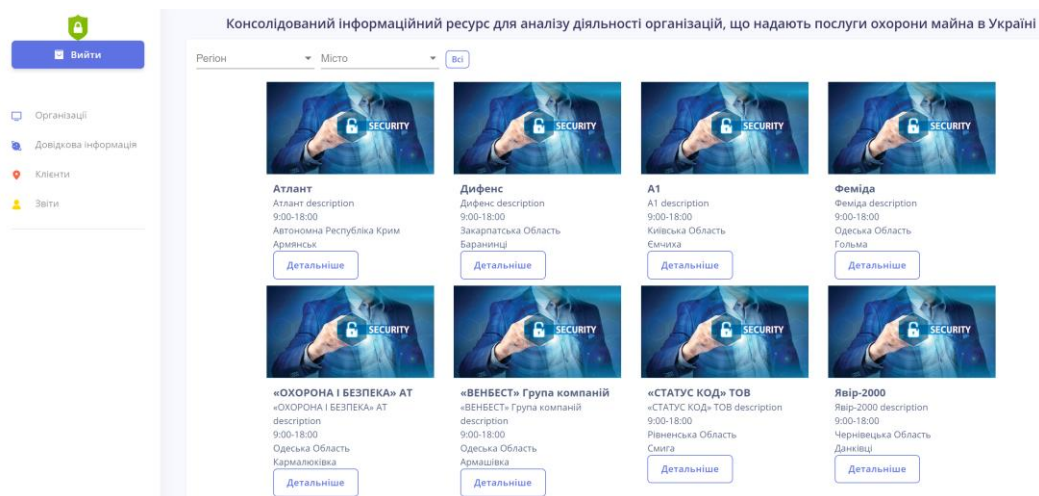 Консолідований інформаційний ресурс для аналізу діяльності організацій, що надають послуги охорони майна в Україні
Вийти
Організації
Довідкова інформація
Клієнти
Звіти
Регіон
Місто
Всі
SECURITY
SECURITY
SECURITY
SECURITY
Атлант
Атлант description
9:00-18:00
Автономна Республіка Крим
Армянськ
Детальніше
Дифенс
Дифенс description
9:00-18:00
Закарпатська Область
Баранинці
Детальніше
А1
А1 description
9:00-18:00
Київська Область
Ємчиха
Детальніше
Феміда
Феміда description
9:00-18:00
Одеська Область
Гольма
Детальніше
SECURITY
SECURITY
SECURITY
SECURITY
«ОХОРОНА І БЕЗПЕКА» АТ
«ОХОРОНА І БЕЗПЕКА» АТ
description
9:00-18:00
Одеська Область
Кармалюківка
Детальніше
«ВЕНБЕСТ» Група компаній
«ВЕНБЕСТ» Група компаній
description
9:00-18:00
Одеська Область
Армашівка
Детальніше
«СТАТУС КОД» ТОВ
«СТАТУС КОД» ТОВ description
9:00-18:00
Рівненська Область
Смига
Детальніше
Явір-2000
Явір-2000 description
9:00-18:00
Чернівецька Область
Данківці
Детальніше